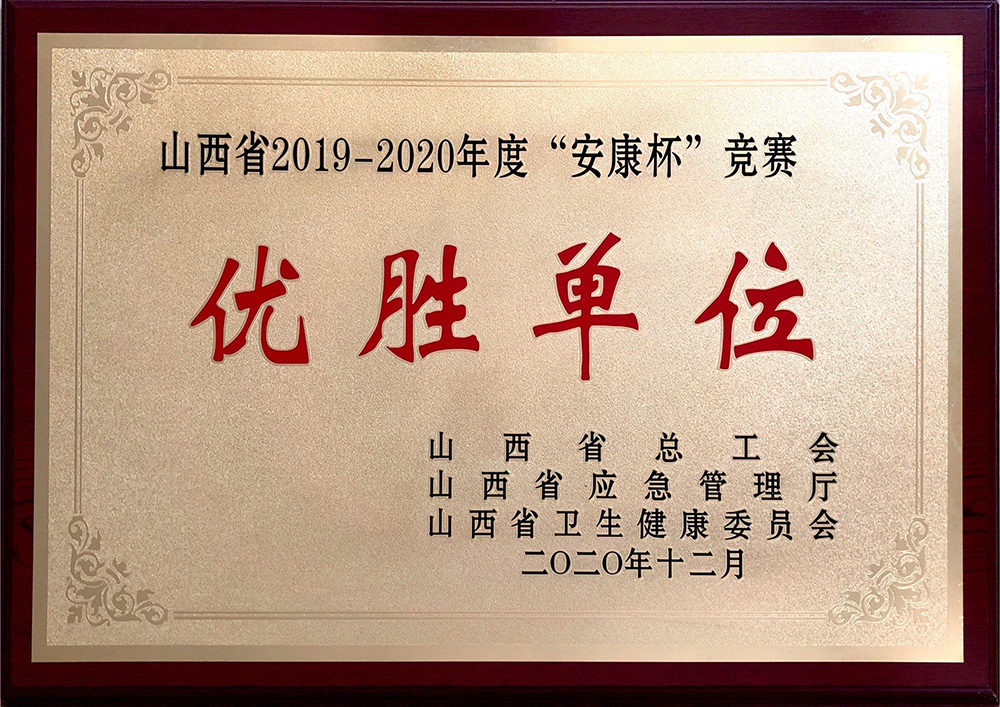 山西省2019-2020年度“安康杯”竞赛
优胜单位
山西省总工会
山西省应急管理厅
山西省卫生健康委员会
二〇二〇年十二月